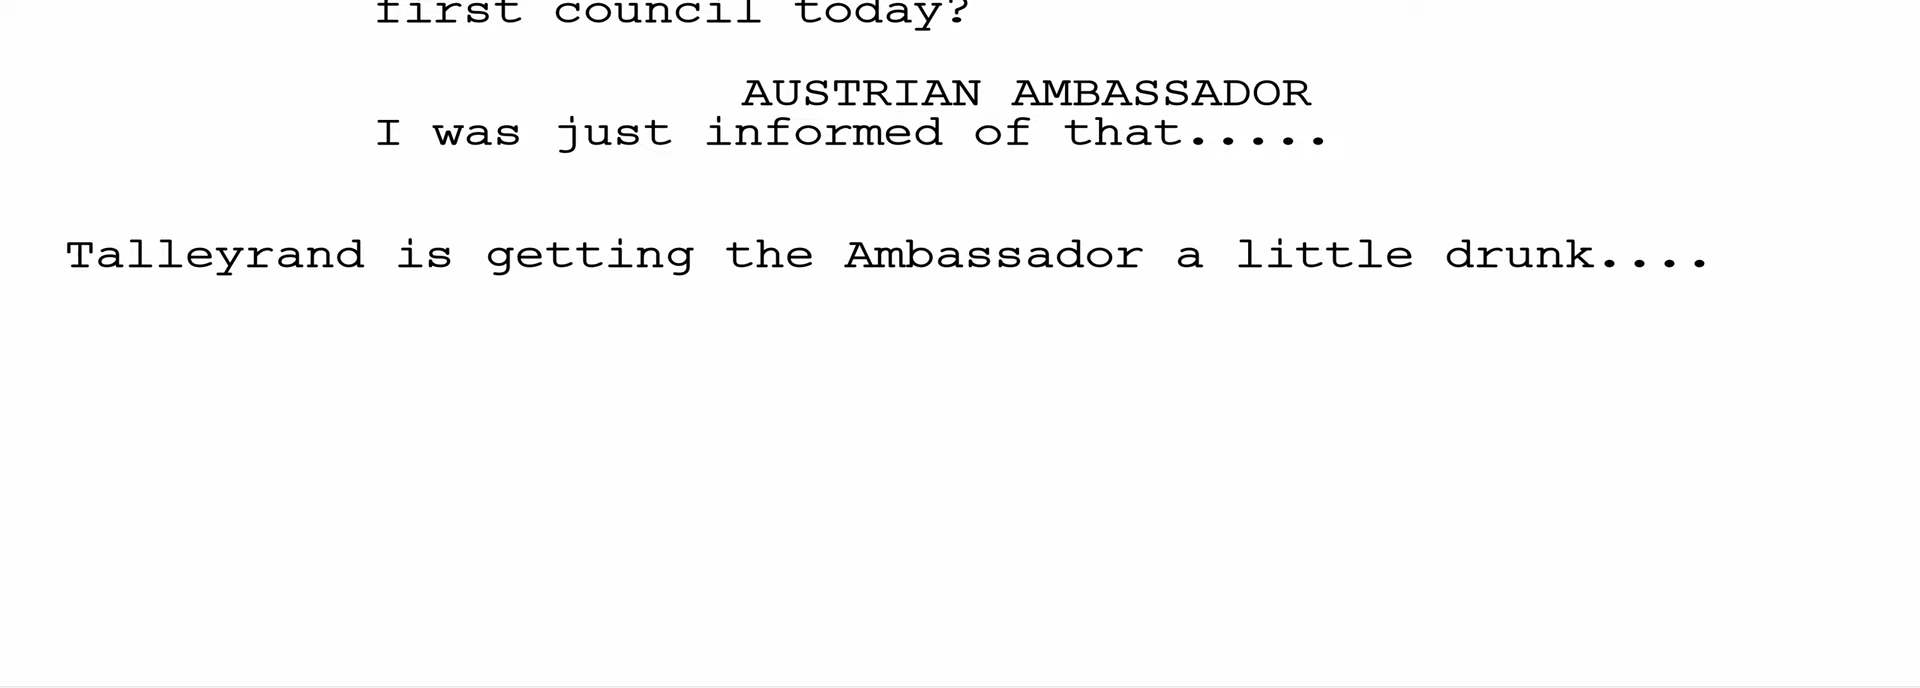 first council today?
AUSTRIAN AMBASSADOR
I was just informed of that.....
Talleyrand is getting the Ambassador a little drunk....